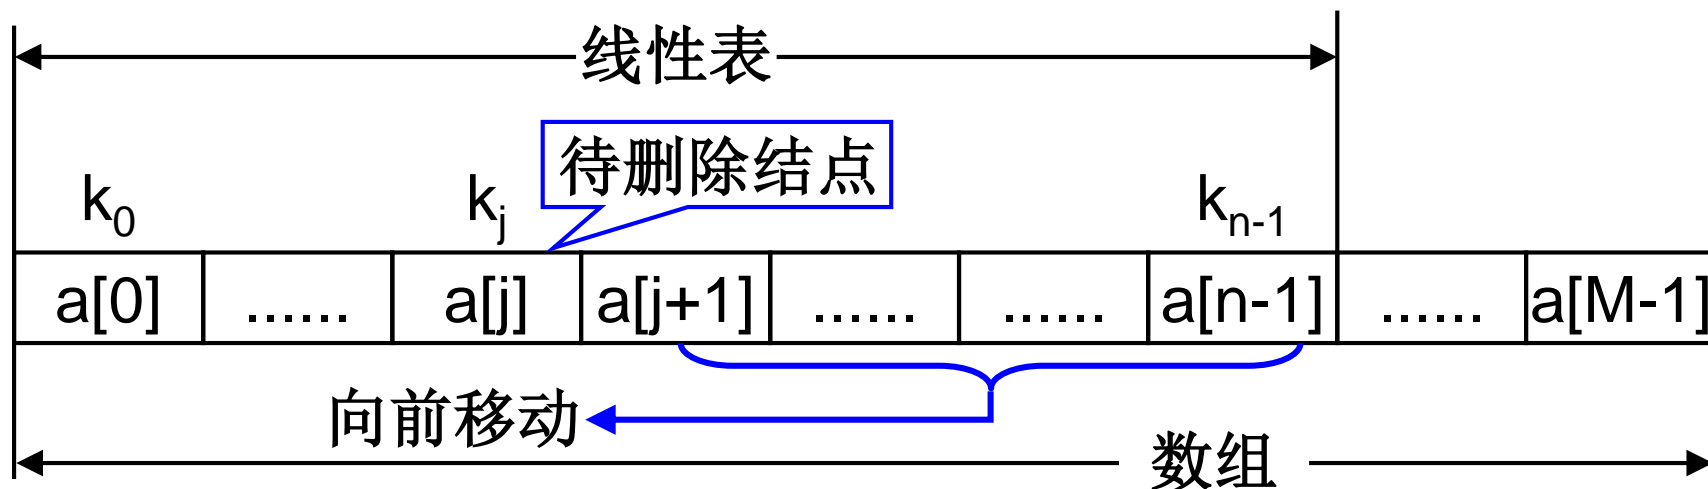 线性表
待删除结点
k0 kj kn-1
a[0] ...... a[j] a[j+1] ...... ...... a[n-1] ...... a[M-1]
向前移动
数组